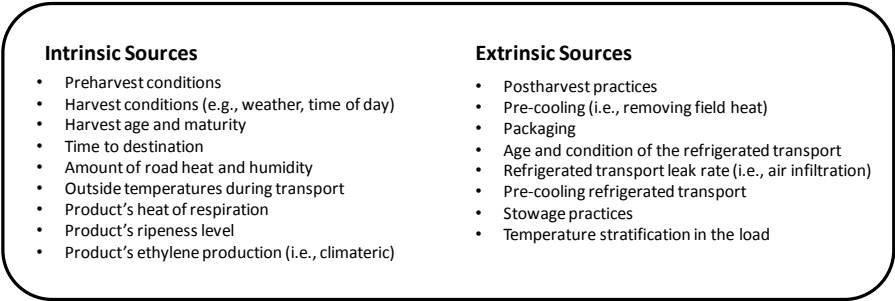 Intrinsic Sources
• Preharvest conditions
• Harvest conditions (e.g., weather, time of day)
• Harvest age and maturity
• Time to destination
• Amount of road heat and humidity
• Outside temperatures during transport
• Product's heat of respiration
• Product's ripeness level
• Product's ethylene production (i.e., climateric)
Extrinsic Sources
• Postharvest practices
• Pre-cooling (i.e., removing field heat)
• Packaging
• Age and condition of the refrigerated transport
• Refrigerated transport leak rate (i.e., air infiltration)
• Pre-cooling refrigerated transport
• Stowage practices
• Temperature stratification in the load